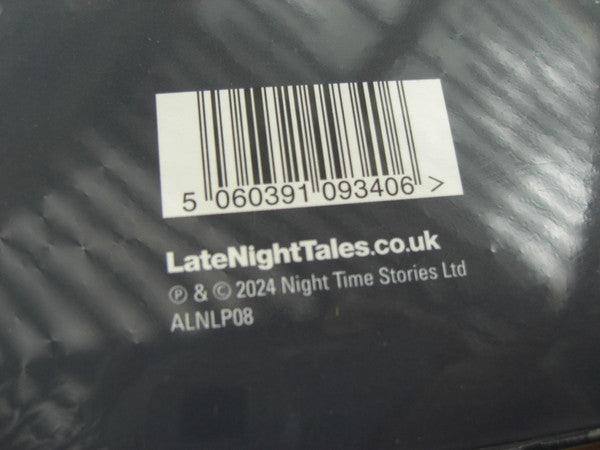 5 060391 093406 >
LateNightTales.co.uk
℗ & © 2024 Night Time Stories Ltd
ALNLP08